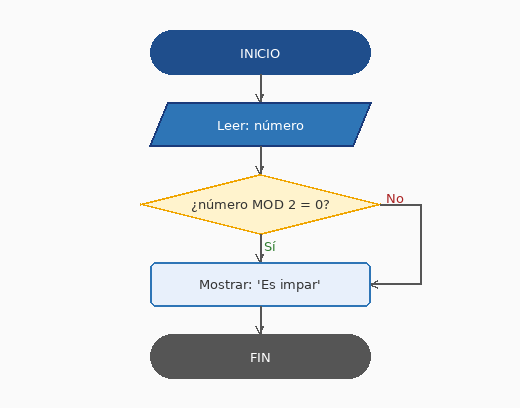 INICIO
Leer: número
¿número MOD 2 = 0?
No
Sí
Mostrar: 'Es impar'
FIN